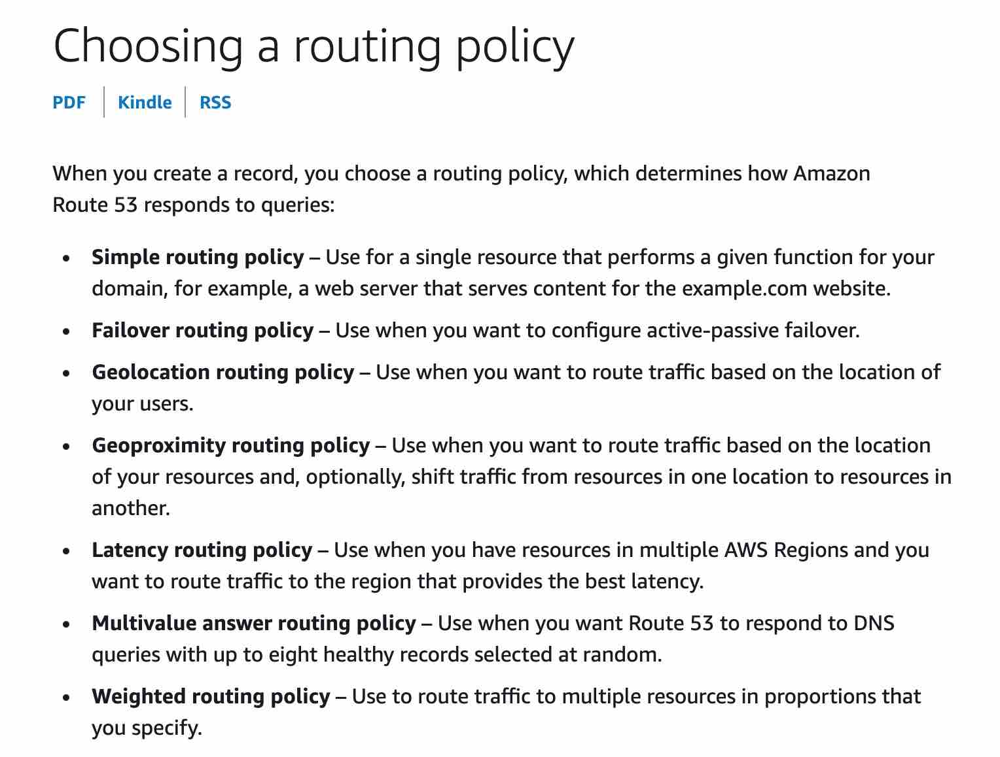 Choosing a routing policy
PDF | Kindle | RSS
When you create a record, you choose a routing policy, which determines how Amazon
Route 53 responds to queries:
• Simple routing policy – Use for a single resource that performs a given function for your
domain, for example, a web server that serves content for the example.com website.
• Failover routing policy – Use when you want to configure active-passive failover.
• Geolocation routing policy – Use when you want to route traffic based on the location of
your users.
• Geoproximity routing policy – Use when you want to route traffic based on the location
of your resources and, optionally, shift traffic from resources in one location to resources in
another.
• Latency routing policy – Use when you have resources in multiple AWS Regions and you
want to route traffic to the region that provides the best latency.
• Multivalue answer routing policy – Use when you want Route 53 to respond to DNS
queries with up to eight healthy records selected at random.
• Weighted routing policy – Use to route traffic to multiple resources in proportions that
you specify.